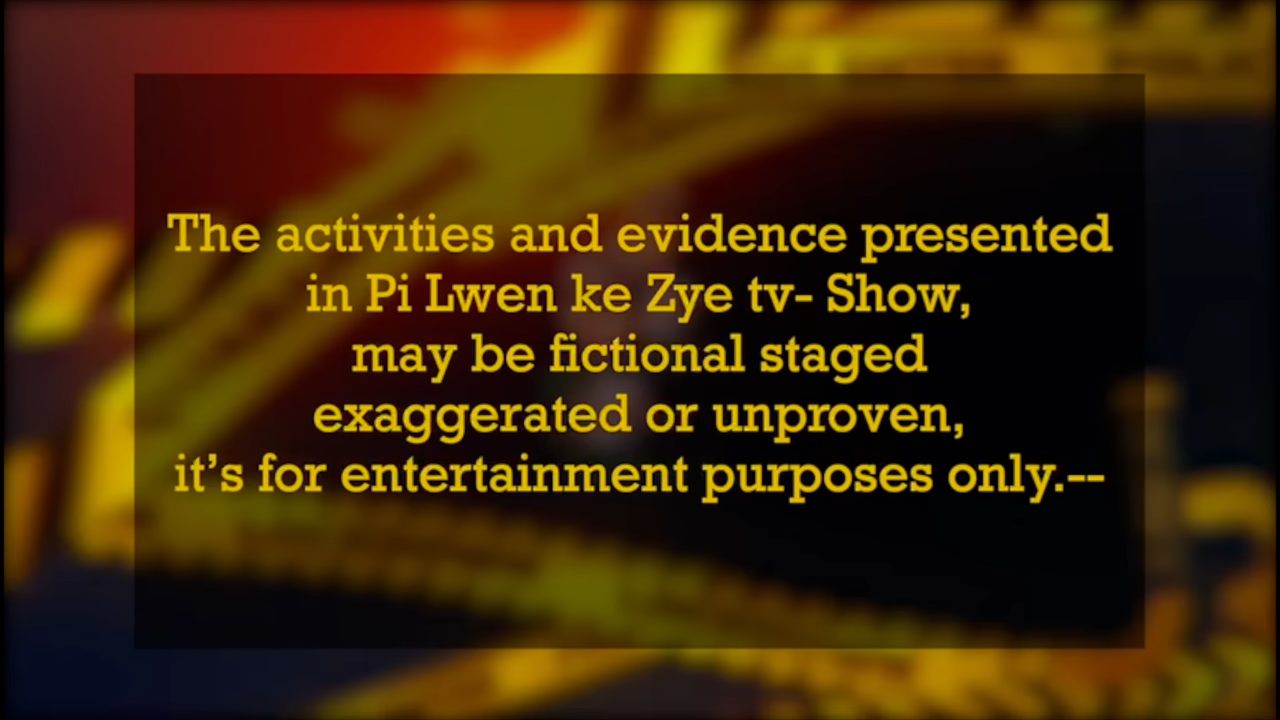 The activities and evidence presented
in Pi Lwen ke Zye tv- Show,
may be fictional staged
exaggerated or unproven,
it’s for entertainment purposes only.--